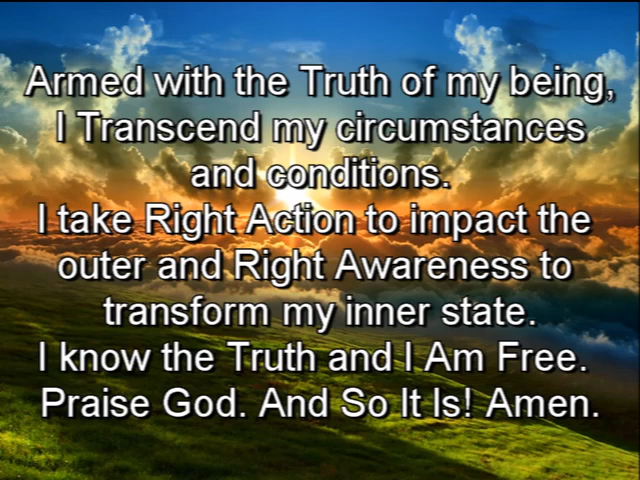 Armed with the Truth of my being,
I Transcend my circumstances
and conditions.
I take Right Action to impact the
outer and Right Awareness to
transform my inner state.
I know the Truth and I Am Free.
Praise God. And So It Is! Amen.